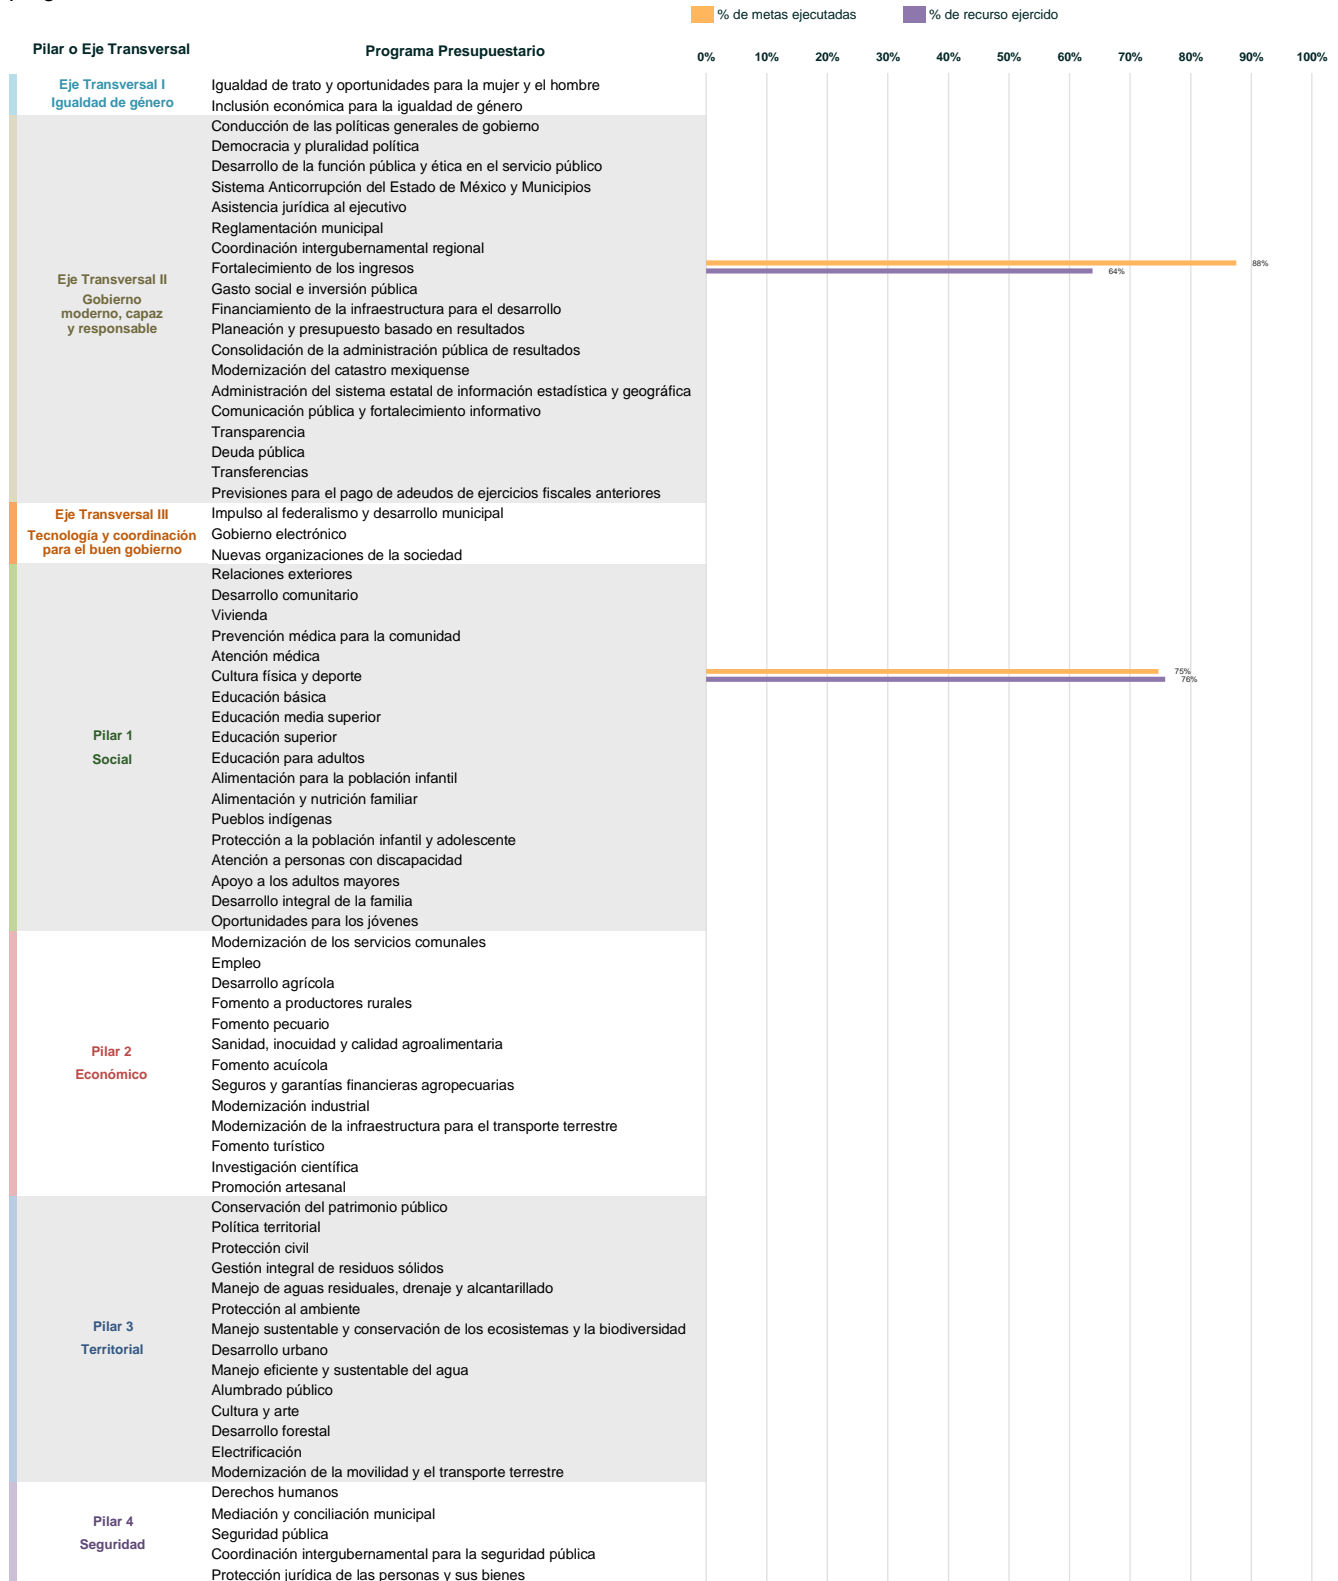 % de metas ejecutadas % de recurso ejercido
Pilar o Eje Transversal Programa Presupuestario 0% 10% 20% 30% 40% 50% 60% 70% 80% 90% 100%
Eje Transversal I
Igualdad de género
Igualdad de trato y oportunidades para la mujer y el hombre
Inclusión económica para la igualdad de género
Eje Transversal II
Gobierno
moderno, capaz
y responsable
Conducción de las políticas generales de gobierno
Democracia y pluralidad política
Desarrollo de la función pública y ética en el servicio público
Sistema Anticorrupción del Estado de México y Municipios
Asistencia jurídica al ejecutivo
Reglamentación municipal
Coordinación intergubernamental regional
Fortalecimiento de los ingresos 88%
64%
Gasto social e inversión pública
Financiamiento de la infraestructura para el desarrollo
Planeación y presupuesto basado en resultados
Consolidación de la administración pública de resultados
Modernización del catastro mexiquense
Administración del sistema estatal de información estadística y geográfica
Comunicación pública y fortalecimiento informativo
Transparencia
Deuda pública
Transferencias
Previsiones para el pago de adeudos de ejercicios fiscales anteriores
Eje Transversal III
Tecnología y coordinación
para el buen gobierno
Impulso al federalismo y desarrollo municipal
Gobierno electrónico
Nuevas organizaciones de la sociedad
Pilar 1
Social
Relaciones exteriores
Desarrollo comunitario
Vivienda
Prevención médica para la comunidad
Atención médica
Cultura física y deporte 75%
76%
Educación básica
Educación media superior
Educación superior
Educación para adultos
Alimentación para la población infantil
Alimentación y nutrición familiar
Pueblos indígenas
Protección a la población infantil y adolescente
Atención a personas con discapacidad
Apoyo a los adultos mayores
Desarrollo integral de la familia
Oportunidades para los jóvenes
Pilar 2
Económico
Modernización de los servicios comunales
Empleo
Desarrollo agrícola
Fomento a productores rurales
Fomento pecuario
Sanidad, inocuidad y calidad agroalimentaria
Fomento acuícola
Seguros y garantías financieras agropecuarias
Modernización industrial
Modernización de la infraestructura para el transporte terrestre
Fomento turístico
Investigación científica
Promoción artesanal
Pilar 3
Territorial
Conservación del patrimonio público
Política territorial
Protección civil
Gestión integral de residuos sólidos
Manejo de aguas residuales, drenaje y alcantarillado
Protección al ambiente
Manejo sustentable y conservación de los ecosistemas y la biodiversidad
Desarrollo urbano
Manejo eficiente y sustentable del agua
Alumbrado público
Cultura y arte
Desarrollo forestal
Electrificación
Modernización de la movilidad y el transporte terrestre
Pilar 4
Seguridad
Derechos humanos
Mediación y conciliación municipal
Seguridad pública
Coordinación intergubernamental para la seguridad pública
Protección jurídica de las personas y sus bienes